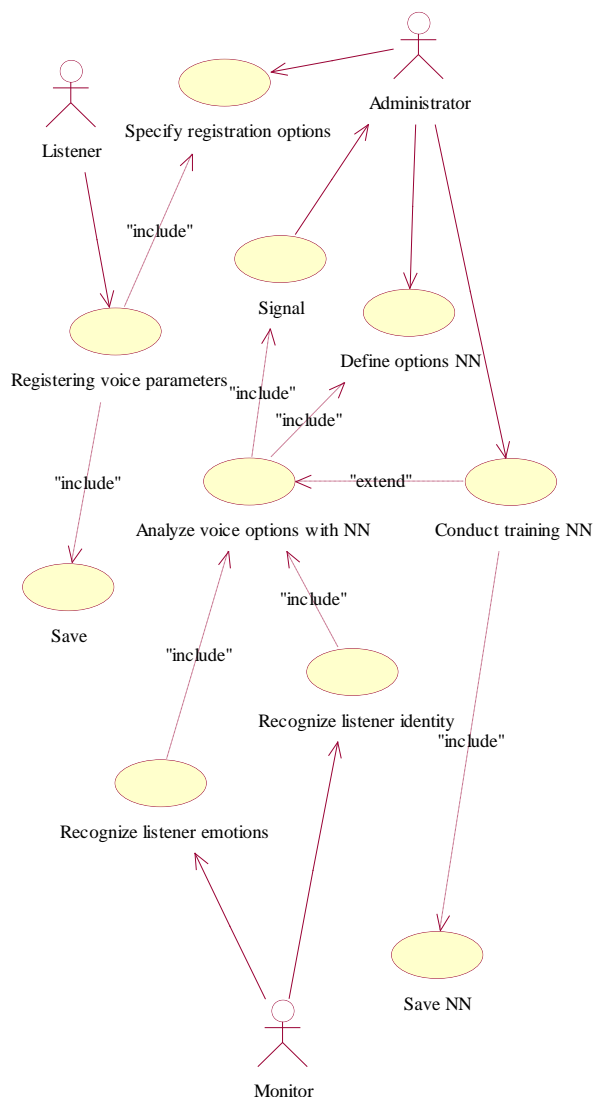 Administrator
Specify registration options
Listener
"include"
Signal
Define options NN
Registering voice parameters
"include"
"include"
"include"
"extend"
Analyze voice options with NN
Conduct training NN
Save
"include"
"include"
Recognize listener identity
"include"
Recognize listener emotions
Save NN
Monitor